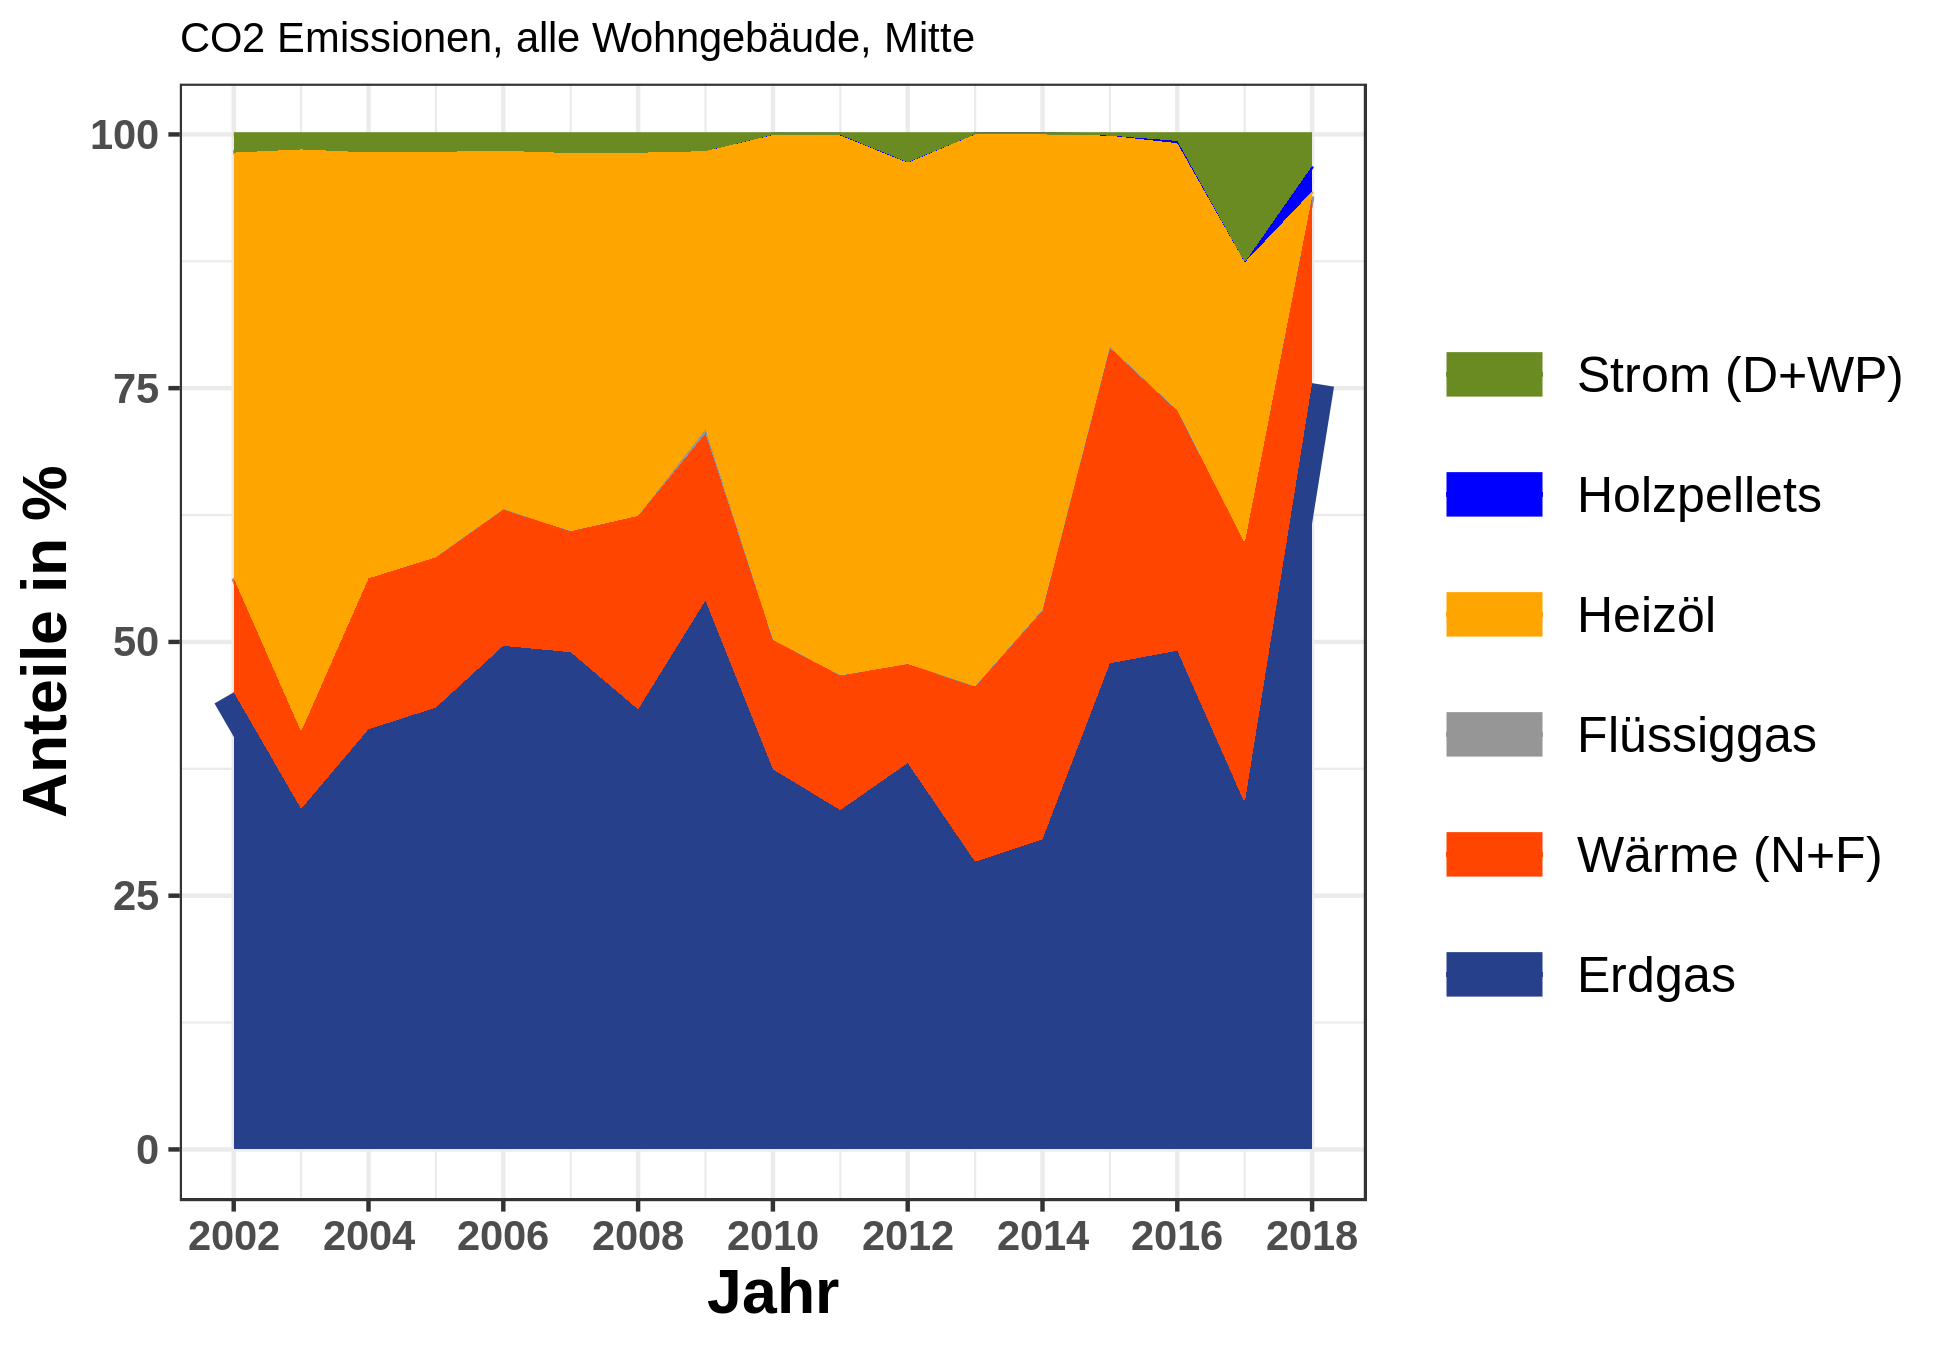 CO2 Emissionen, alle Wohngebäude, Mitte
Anteile in %
100
75
50
25
0
2002 2004 2006 2008 2010 2012 2014 2016 2018
Jahr
Strom (D+WP)
Holzpellets
Heizöl
Flüssiggas
Wärme (N+F)
Erdgas